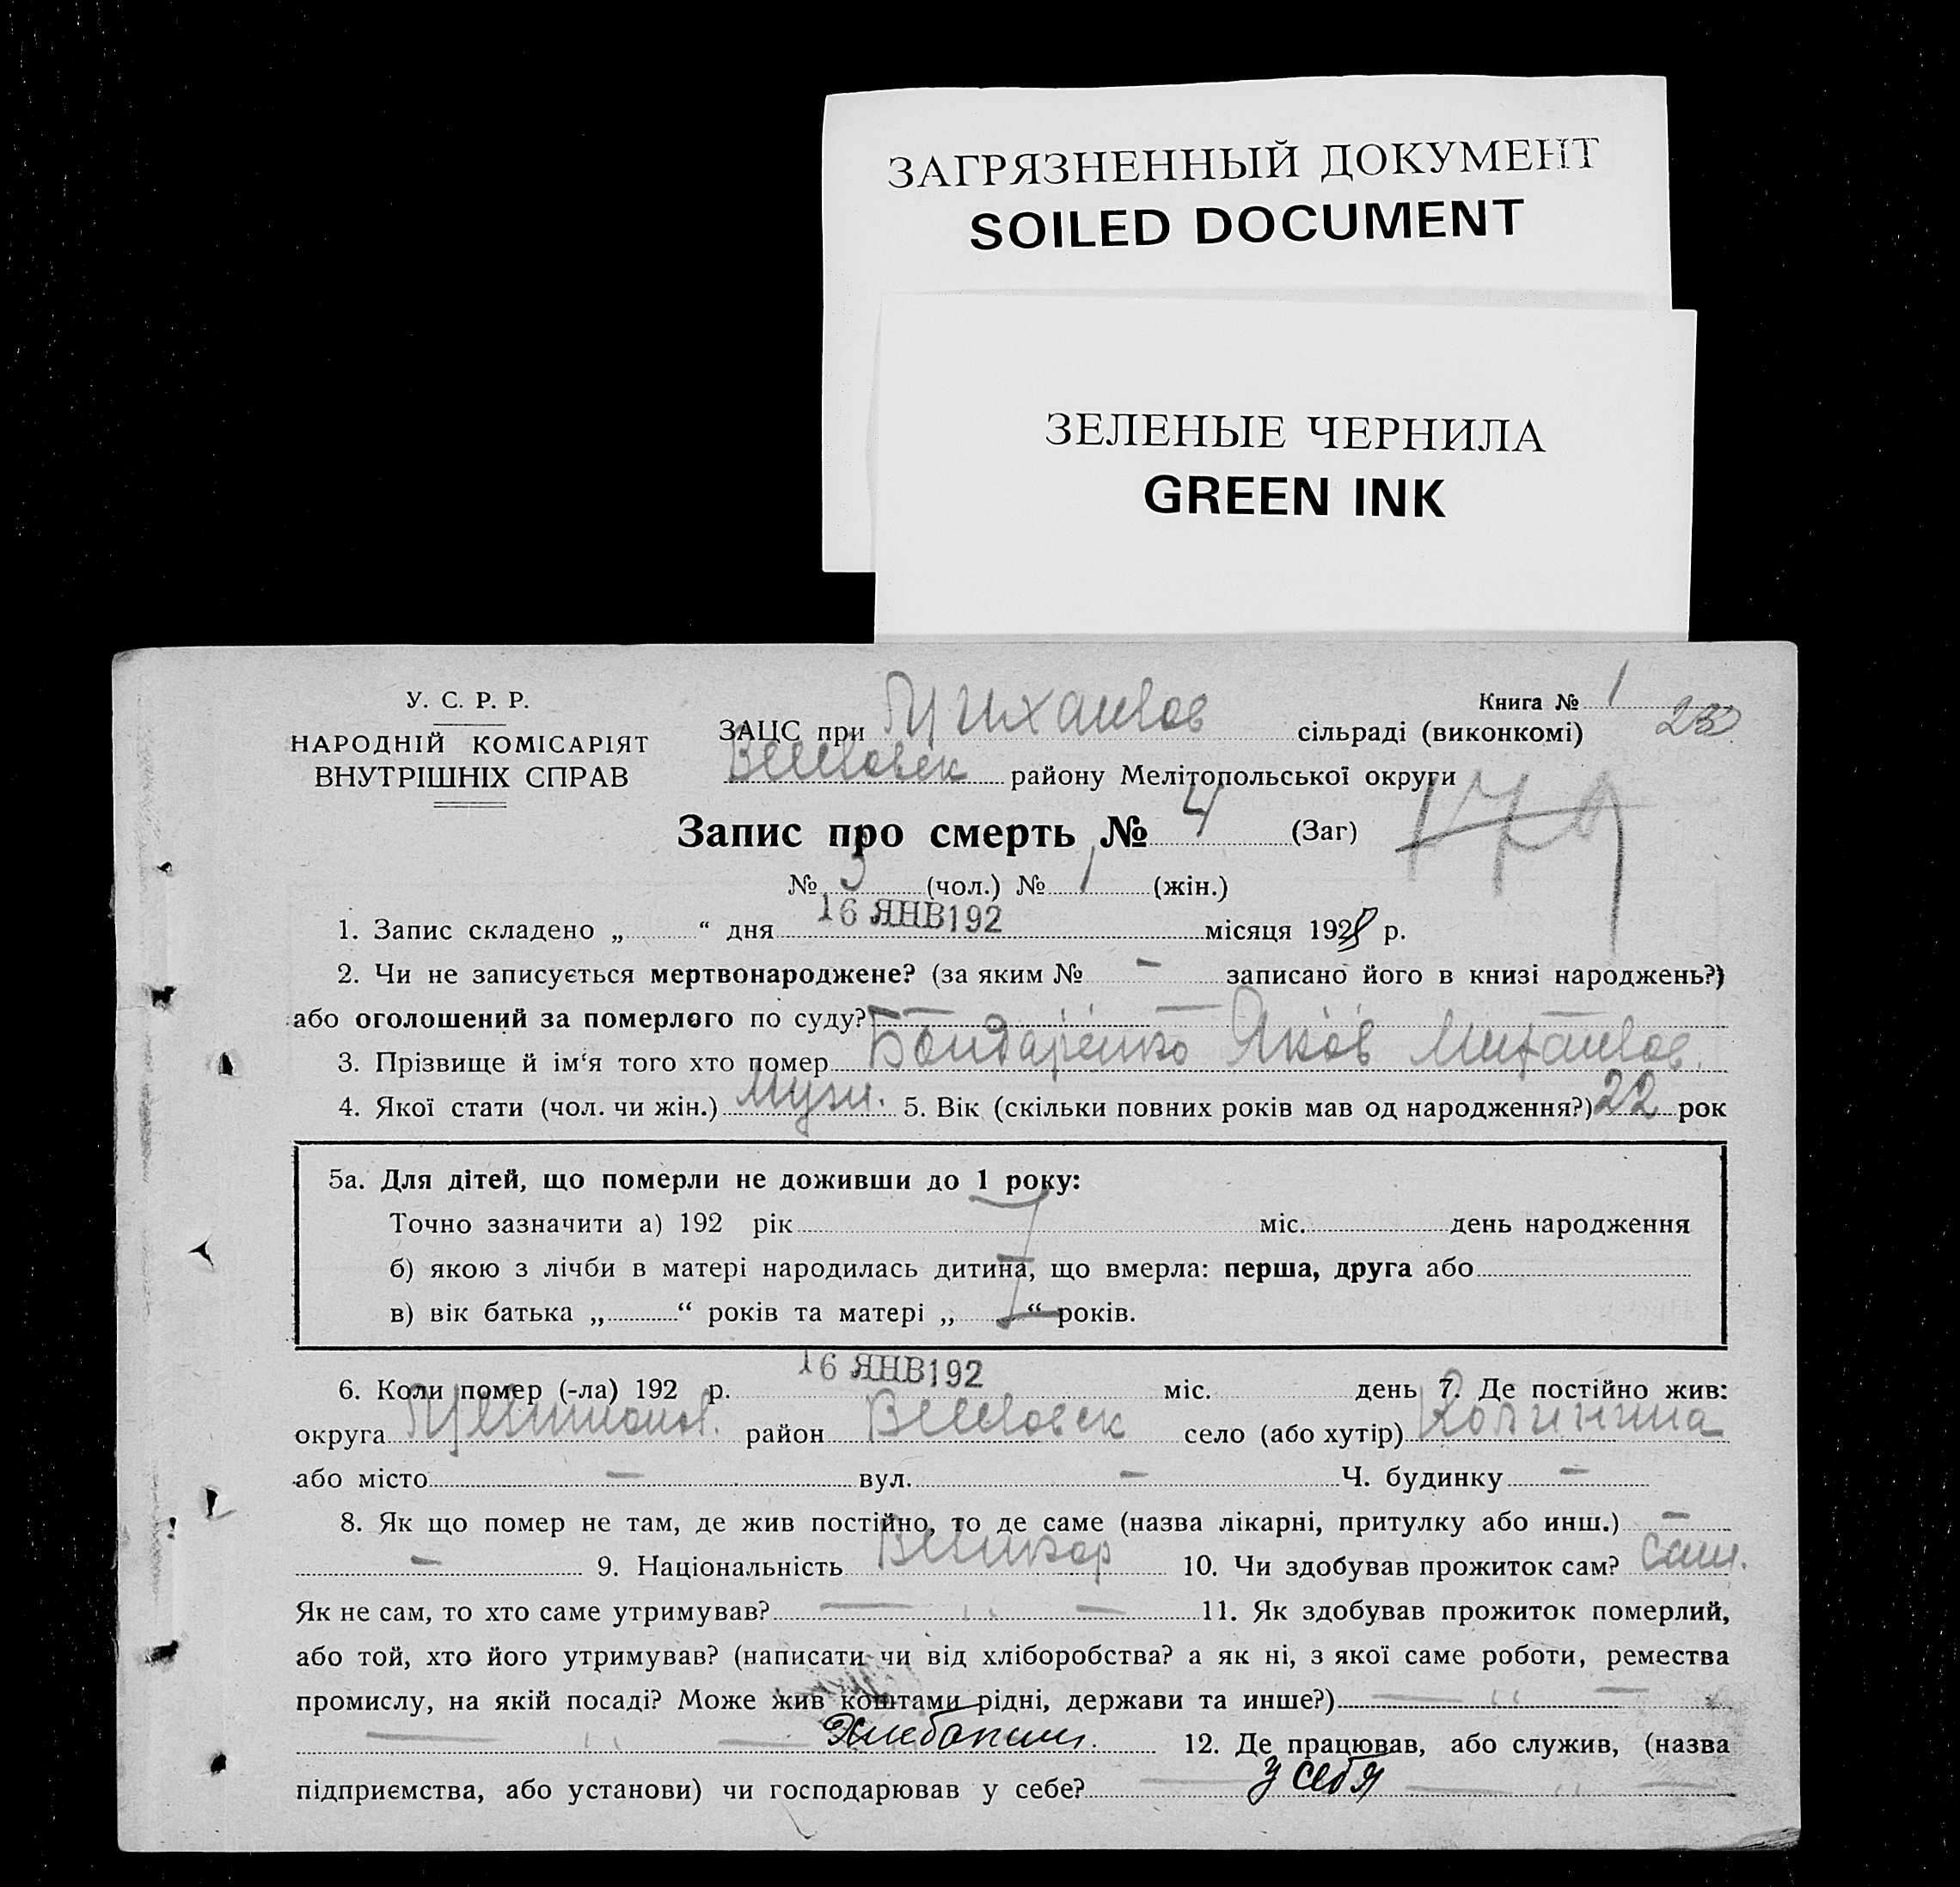 ЗАГРЯЗНЕННЫЙ ДОКУМЕНТ
SOILED DOCUMENT
ЗЕЛЕНЫЕ ЧЕРНИЛА
GREEN INK
У. С. Р. Р.
НАРОДНІЙ КОМІСАРІЯТ
ВНУТРІШНІХ СПРАВ
Книга № 1
230
ЗАЦС при Михайлов сільраді (виконкомі)
Веселовск району Мелітопольської округи
Запис про смерть № 4 (Заг)
179
№ 3 (чол.) № 1 (жін.)
1. Запис складено „ “ дня 16 ЯНВ 192 місяця 1928 р.
2. Чи не записується мертвонароджене? (за яким № — записано його в книзі народжень?)
або оголошений за померлого по суду? —
3. Прізвище й ім‘я того хто помер Бондаренко Яков Михайлов.
4. Якої стати (чол. чи жін.) муж. 5. Вік (скільки повних років мав од народження?) 22 рок
5а. Для дітей, що померли не доживши до 1 року:
Точно зазначити а) 192 рік міс. день народження
б) якою з лічби в матері народилась дитина, що вмерла: перша, друга або
в) вік батька „ “ років та матері „ “ років.
6. Коли помер (-ла) 192 р. 16 ЯНВ 192 міс. день 7. Де постійно жив:
округа Мелитопол. район Веселовск село (або хутір) Калинина
або місто — вул. — Ч. будинку —
8. Як що помер не там, де жив постійно, то де саме (назва лікарні, притулку або инш.) —
— 9. Національність Великор 10. Чи здобував прожиток сам? Сам.
Як не сам, то хто саме утримував? — „ — 11. Як здобував прожиток померлий,
або той, хто його утримував? (написати чи від хліборобства? а як ні, з якої саме роботи, ремества
промислу, на якій посаді? Може жив коштами рідні, держави та инше?) — „ —
— „ — Хлебопаш. 12. Де працював, або служив, (назва
підприємства, або установи) чи господарював у себе? — у себя — „ —